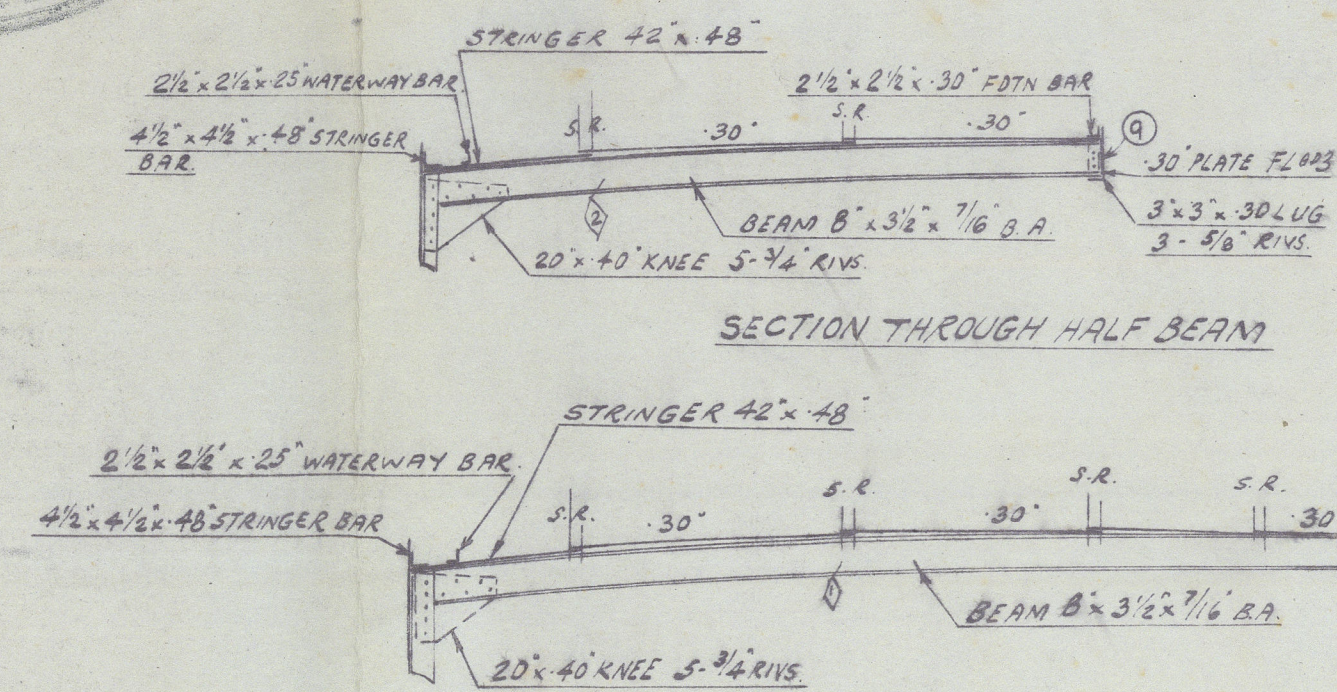 STRINGER 42" x .48"
2½" x 2½" x .25" WATERWAY BAR
2½" x 2½" x .30" FDTN BAR
4½" x 4½" x .48" STRINGER
BAR.
S.R.
.30"
S.R.
.30"
9
.30" PLATE FLGD 3
3" x 3" x .30 LUG
3 - 5/8" RIVS.
2
BEAM 8" x 3½" x 7/16" B.A.
20" x .40" KNEE 5-¾" RIVS.
SECTION THROUGH HALF BEAM
STRINGER 42" x .48"
2½" x 2½" x .25" WATERWAY BAR.
4½" x 4½" x .48" STRINGER BAR
S.R.
.30"
S.R.
.30"
S.R.
S.R.
.30
1
BEAM 8" x 3½" x 7/16" B.A.
20" x .40" KNEE 5-¾" RIVS.